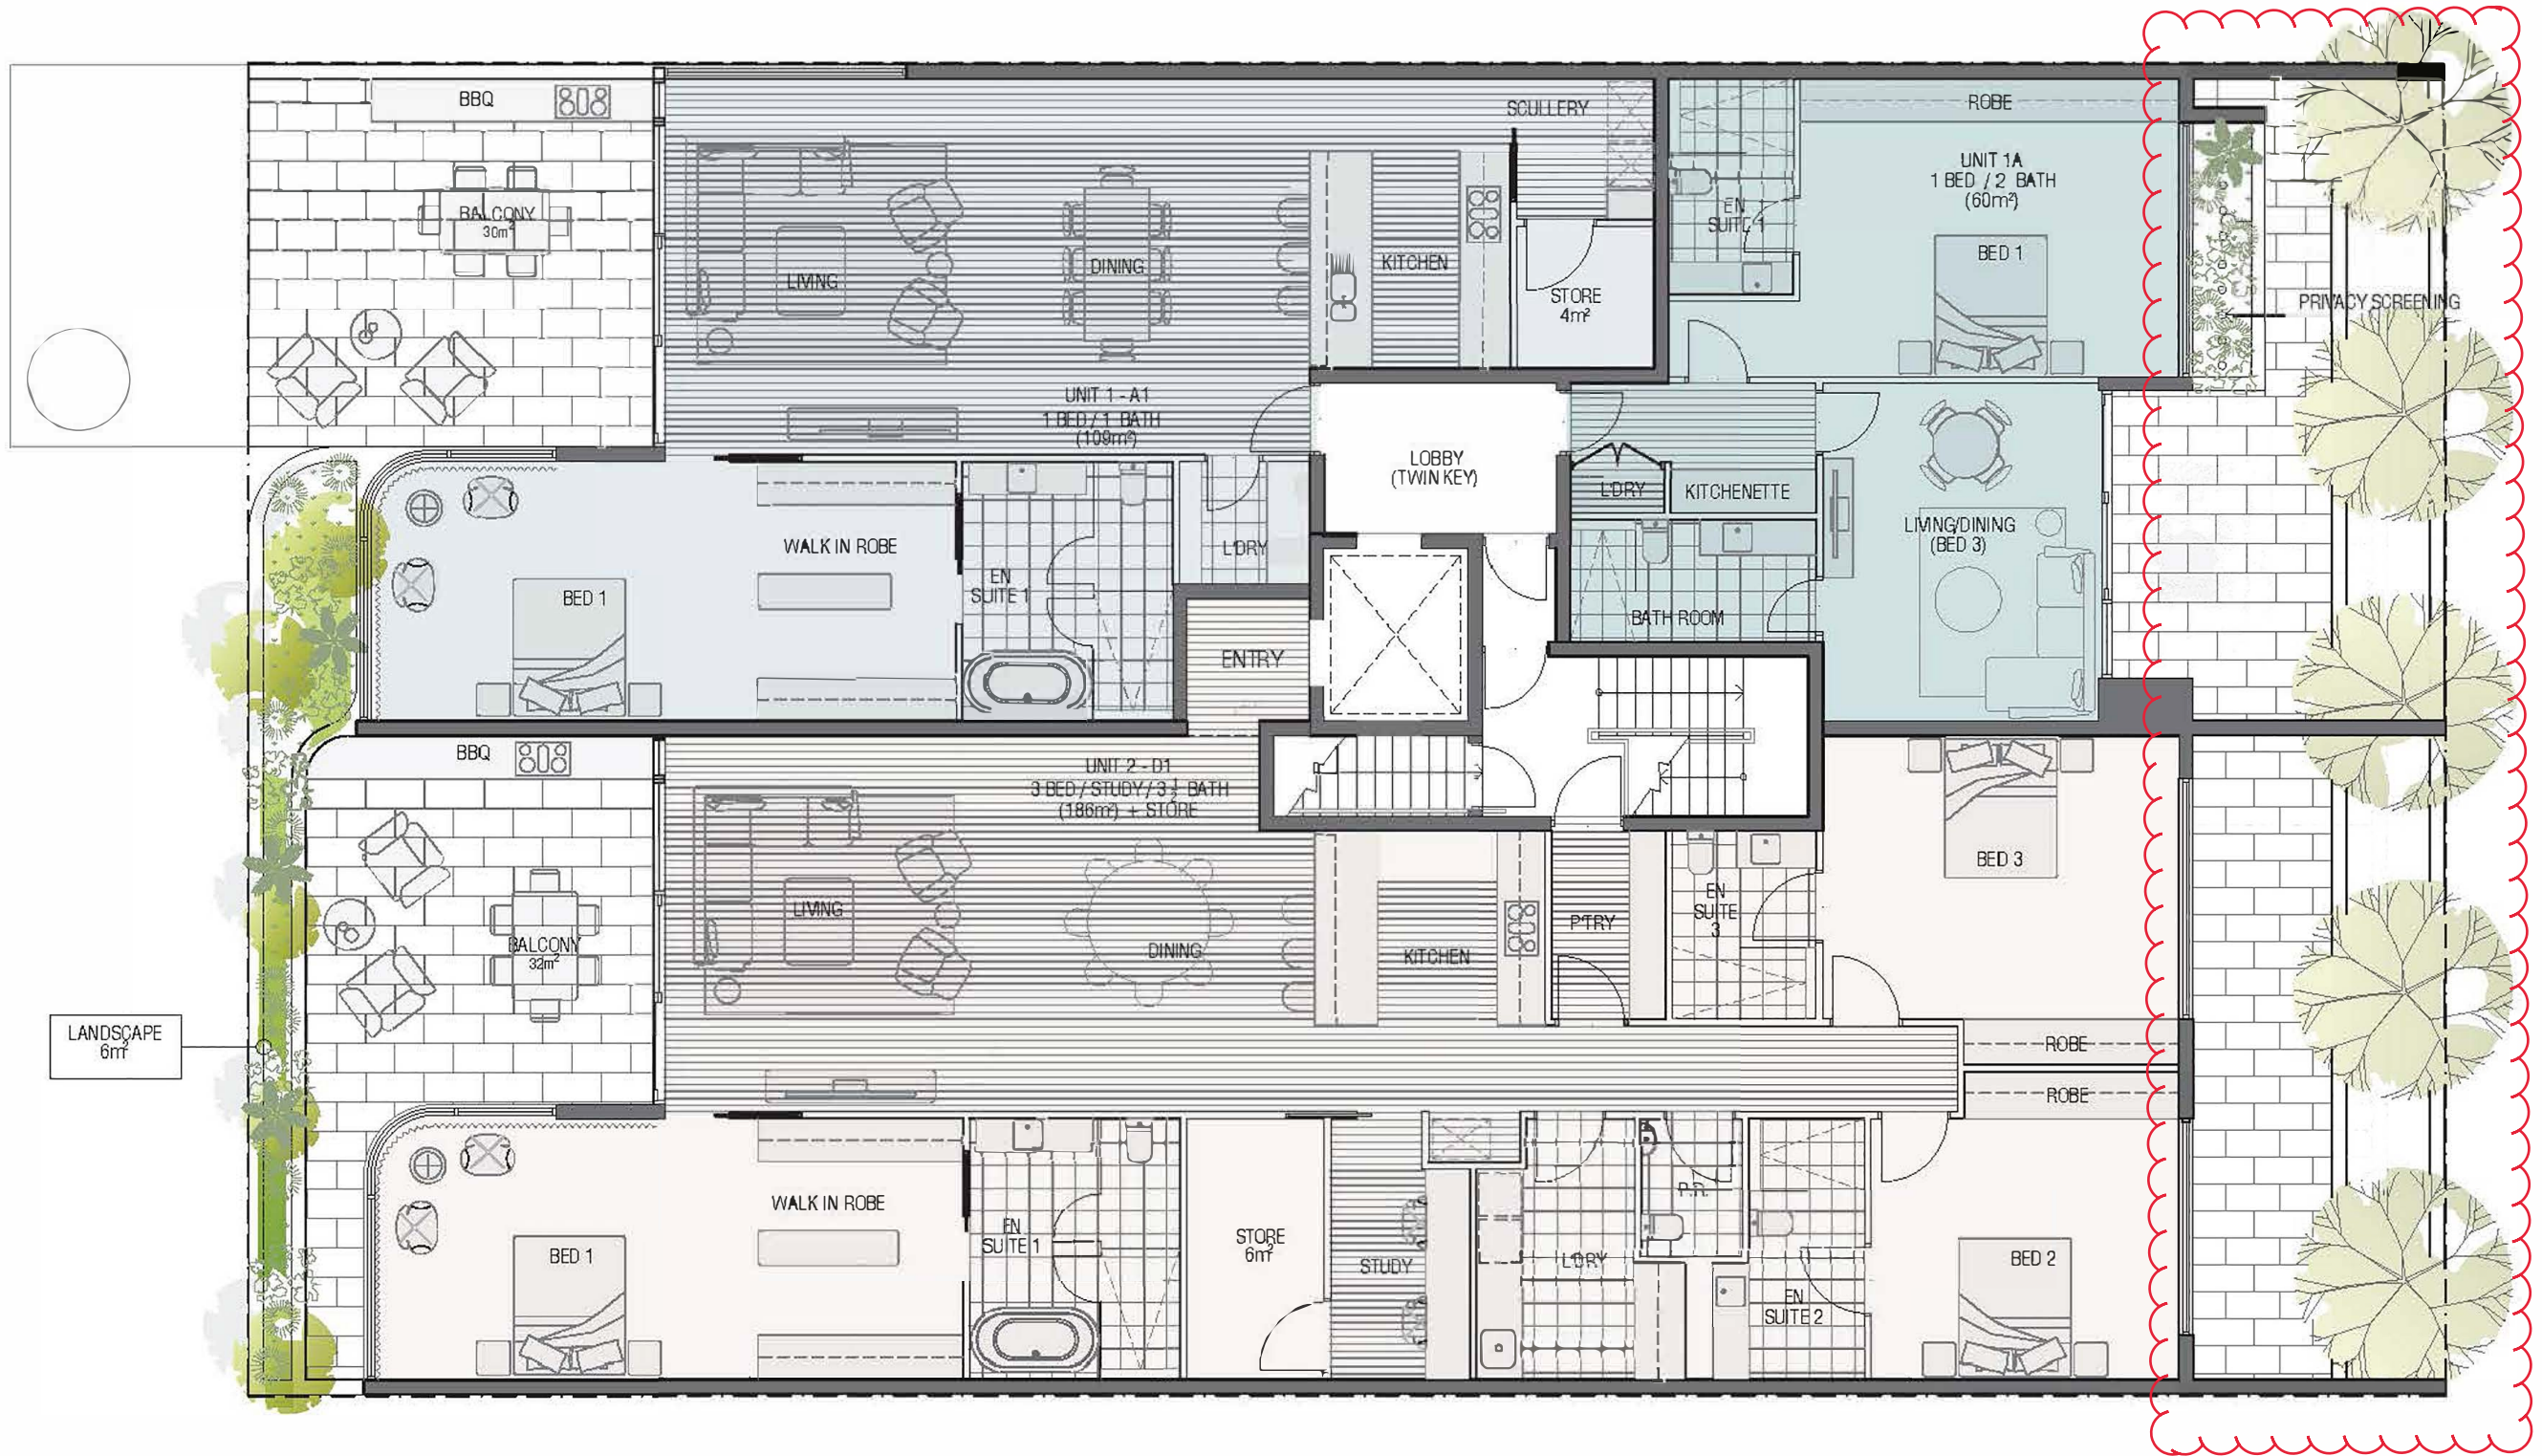 BBQ
BALCONY
30m²
LIVING
DINING
KITCHEN
SCULLERY
STORE
4m²
UNIT 1 - A1
1 BED / 1 BATH
(109m²)
EN
SUITE 1
ROBE
UNIT 1A
1 BED / 2 BATH
(60m²)
BED 1
PRIVACY SCREENING
LOBBY
(TWIN KEY)
L'DRY
KITCHENETTE
LIVING/DINING
(BED 3)
BATH ROOM
BED 1
WALK IN ROBE
EN
SUITE 1
L'DRY
ENTRY
BBQ
BALCONY
32m²
UNIT 2 - D1
3 BED / STUDY / 3 1/2 BATH
(186m²) + STORE
LIVING
DINING
KITCHEN
P'TRY
EN
SUITE
3
BED 3
ROBE
ROBE
LANDSCAPE
6m²
BED 1
WALK IN ROBE
EN
SUITE 1
STORE
6m²
STUDY
L'DRY
P.R.
EN
SUITE 2
BED 2